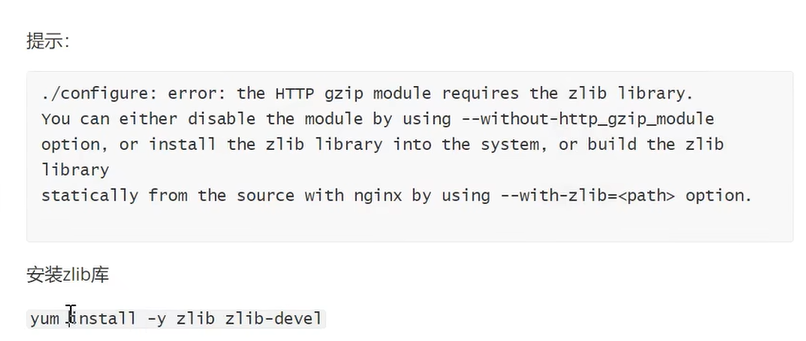 提示：
./configure: error: the HTTP gzip module requires the zlib library.
You can either disable the module by using --without-http_gzip_module
option, or install the zlib library into the system, or build the zlib
library
statically from the source with nginx by using --with-zlib=<path> option.
安装zlib库
yum install -y zlib zlib-devel